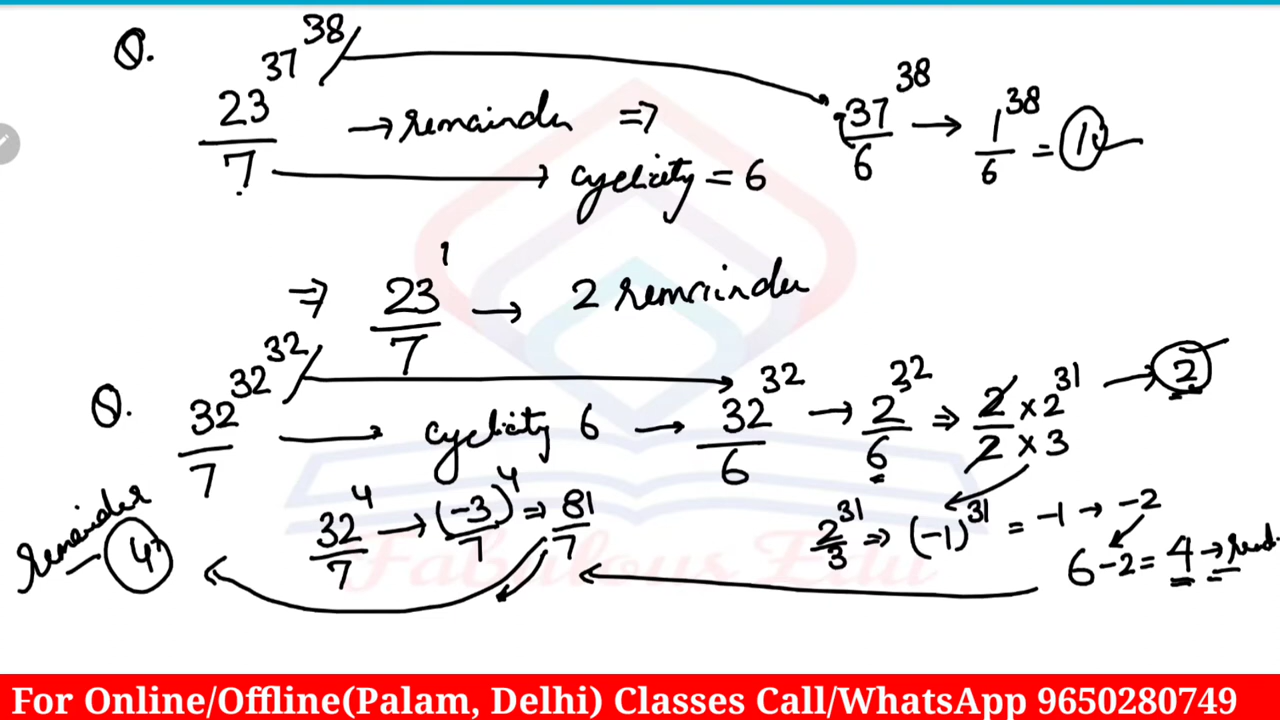 Q. 23^37^38/7 → remainder ⇒ 37^38/6 → 1^38/6 = 1
7 → cyclicity = 6
⇒ 23^1/7 → 2 remainder
Q. 32^32^32/7 → cyclicity 6 → 32^32/6 → 2^32/6 ⇒ 2 × 2^31/2 × 3 → 2
remainder 4 32^4/7 → (-3)^4/7 ⇒ 81/7 2^31/3 ⇒ (-1)^31 = -1 → -2
6-2 = 4 →
Fabulous Edu
For Online/Offline(Palam, Delhi) Classes Call/WhatsApp 9650280749